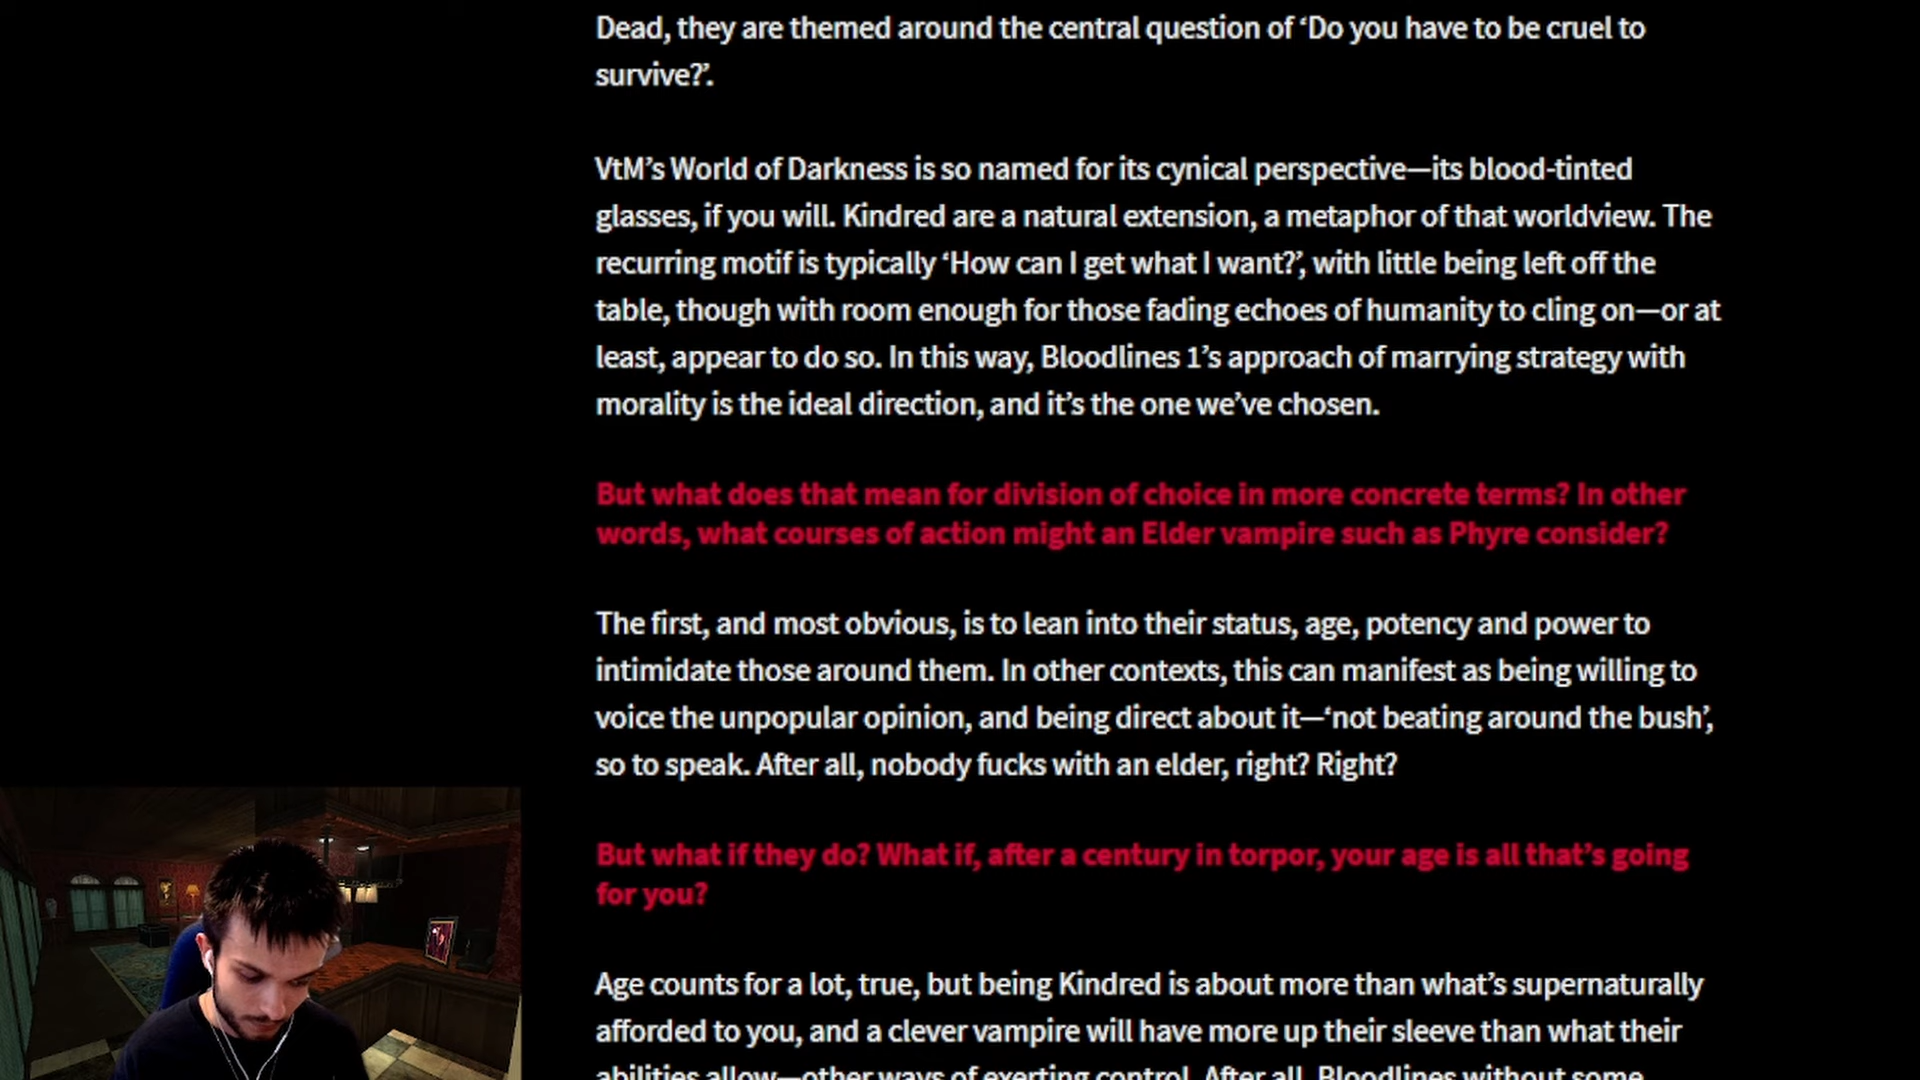 Dead, they are themed around the central question of ‘Do you have to be cruel to
survive?’.
VtM’s World of Darkness is so named for its cynical perspective—its blood-tinted
glasses, if you will. Kindred are a natural extension, a metaphor of that worldview. The
recurring motif is typically ‘How can I get what I want?’, with little being left off the
table, though with room enough for those fading echoes of humanity to cling on—or at
least, appear to do so. In this way, Bloodlines 1’s approach of marrying strategy with
morality is the ideal direction, and it’s the one we’ve chosen.
But what does that mean for division of choice in more concrete terms? In other
words, what courses of action might an Elder vampire such as Phyre consider?
The first, and most obvious, is to lean into their status, age, potency and power to
intimidate those around them. In other contexts, this can manifest as being willing to
voice the unpopular opinion, and being direct about it—‘not beating around the bush’,
so to speak. After all, nobody fucks with an elder, right? Right?
But what if they do? What if, after a century in torpor, your age is all that’s going
for you?
Age counts for a lot, true, but being Kindred is about more than what’s supernaturally
afforded to you, and a clever vampire will have more up their sleeve than what their
abilities allow—other ways of exerting control. After all, Bloodlines without some